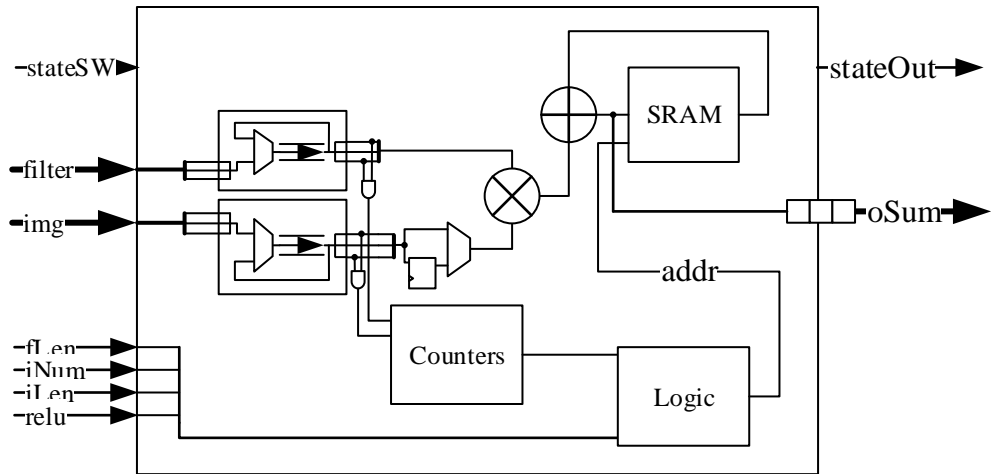 stateSW
stateOut
SRAM
filter
img
oSum
addr
fLen
iNum
iLen
relu
Counters
Logic